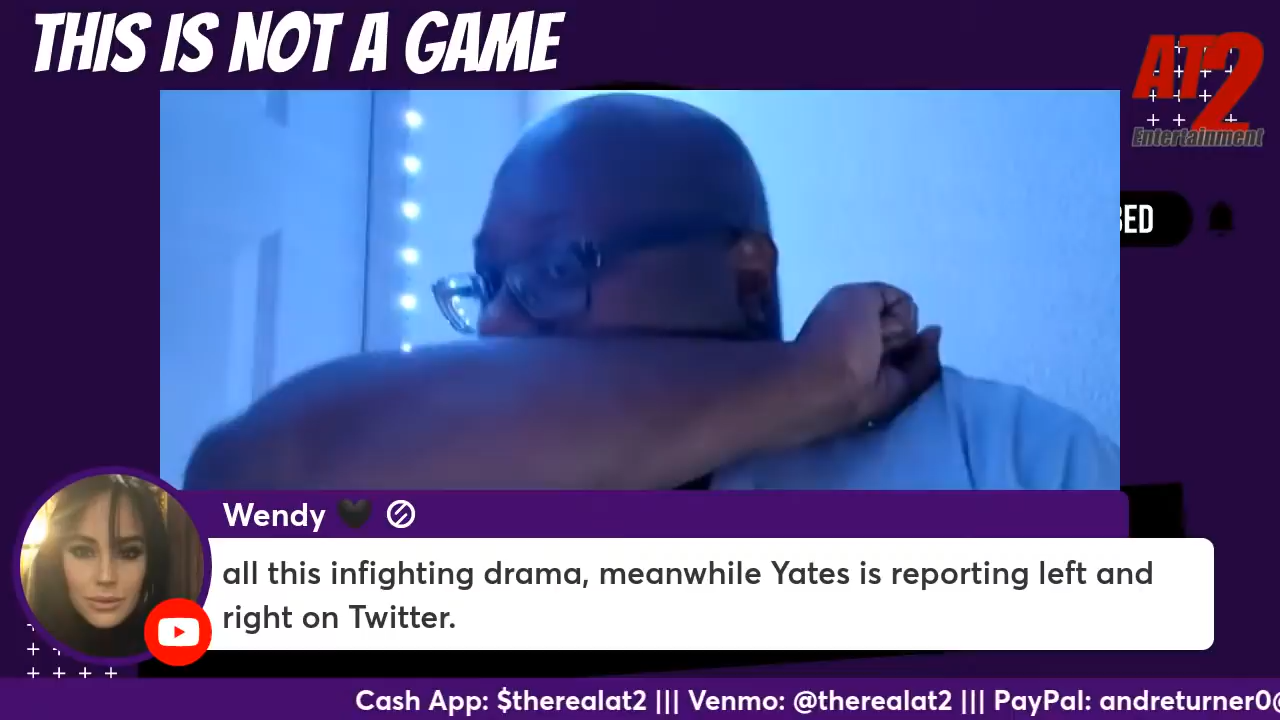 THIS IS NOT A GAME
AT2
Entertainment
BED
Wendy 🖤
all this infighting drama, meanwhile Yates is reporting left and
right on Twitter.
Cash App: $therealat2 ||| Venmo: @therealat2 ||| PayPal: andreturner0@